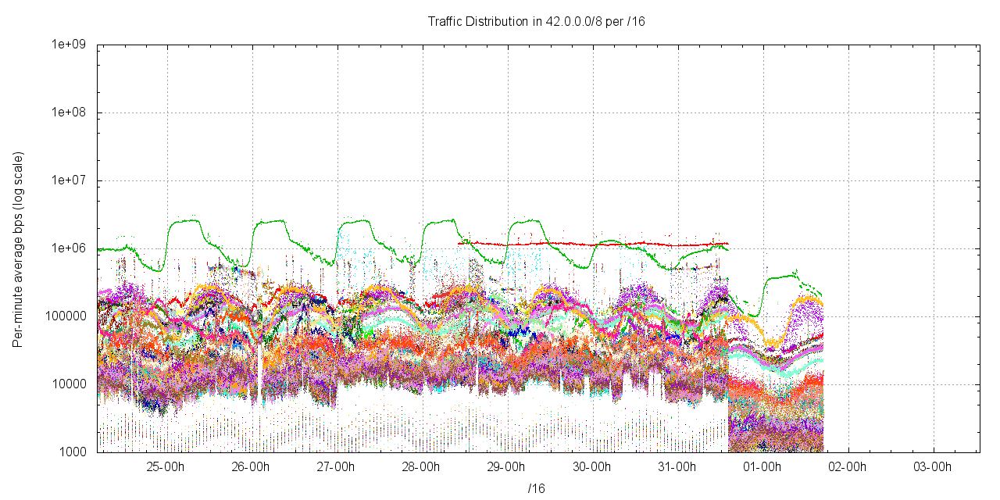 Traffic Distribution in 42.0.0.0/8 per /16
Per-minute average bps (log scale)
1e+09
1e+08
1e+07
1e+06
100000
10000
1000
25-00h 26-00h 27-00h 28-00h 29-00h 30-00h 31-00h 01-00h 02-00h 03-00h
/16